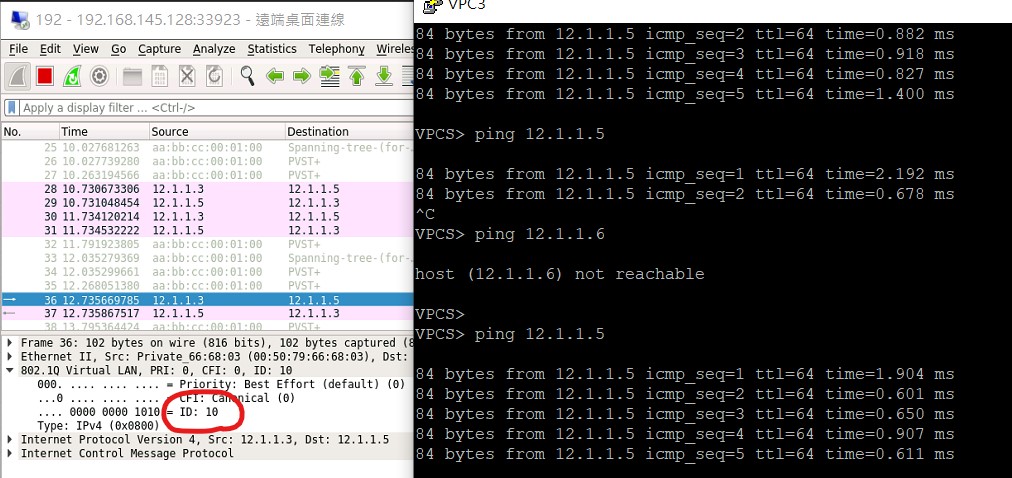 192 - 192.168.145.128:33923 - 遠端桌面連線
File Edit View Go Capture Analyze Statistics Telephony Wireles
Apply a display filter ... <Ctrl-/>
No. Time Source Destination
25 10.027681263 aa:bb:cc:00:01:00 Spanning-tree-(for-…
26 10.027739280 aa:bb:cc:00:01:00 PVST+
27 10.263194566 aa:bb:cc:00:01:00 PVST+
28 10.730673306 12.1.1.3 12.1.1.5
29 10.731048454 12.1.1.5 12.1.1.3
30 11.734120214 12.1.1.3 12.1.1.5
31 11.734532222 12.1.1.5 12.1.1.3
32 11.791923805 aa:bb:cc:00:01:00 PVST+
33 12.035279369 aa:bb:cc:00:01:00 Spanning-tree-(for-…
34 12.035299661 aa:bb:cc:00:01:00 PVST+
35 12.268051380 aa:bb:cc:00:01:00 PVST+
36 12.735669785 12.1.1.3 12.1.1.5
37 12.735867517 12.1.1.5 12.1.1.3
38 13.795364424 aa:bb:cc:00:01:00 PVST+
Frame 36: 102 bytes on wire (816 bits), 102 bytes captured (8
Ethernet II, Src: Private_66:68:03 (00:50:79:66:68:03), Dst:
802.1Q Virtual LAN, PRI: 0, CFI: 0, ID: 10
000. .... .... .... = Priority: Best Effort (default) (0)
...0 .... .... .... = CFI: Canonical (0)
.... 0000 0000 1010 = ID: 10
Type: IPv4 (0x0800)
Internet Protocol Version 4, Src: 12.1.1.3, Dst: 12.1.1.5
Internet Control Message Protocol
VPC3
84 bytes from 12.1.1.5 icmp_seq=2 ttl=64 time=0.882 ms
84 bytes from 12.1.1.5 icmp_seq=3 ttl=64 time=0.918 ms
84 bytes from 12.1.1.5 icmp_seq=4 ttl=64 time=0.827 ms
84 bytes from 12.1.1.5 icmp_seq=5 ttl=64 time=1.400 ms
VPCS> ping 12.1.1.5
84 bytes from 12.1.1.5 icmp_seq=1 ttl=64 time=2.192 ms
84 bytes from 12.1.1.5 icmp_seq=2 ttl=64 time=0.678 ms
^C
VPCS> ping 12.1.1.6
host (12.1.1.6) not reachable
VPCS>
VPCS> ping 12.1.1.5
84 bytes from 12.1.1.5 icmp_seq=1 ttl=64 time=1.904 ms
84 bytes from 12.1.1.5 icmp_seq=2 ttl=64 time=0.601 ms
84 bytes from 12.1.1.5 icmp_seq=3 ttl=64 time=0.650 ms
84 bytes from 12.1.1.5 icmp_seq=4 ttl=64 time=0.907 ms
84 bytes from 12.1.1.5 icmp_seq=5 ttl=64 time=0.611 ms